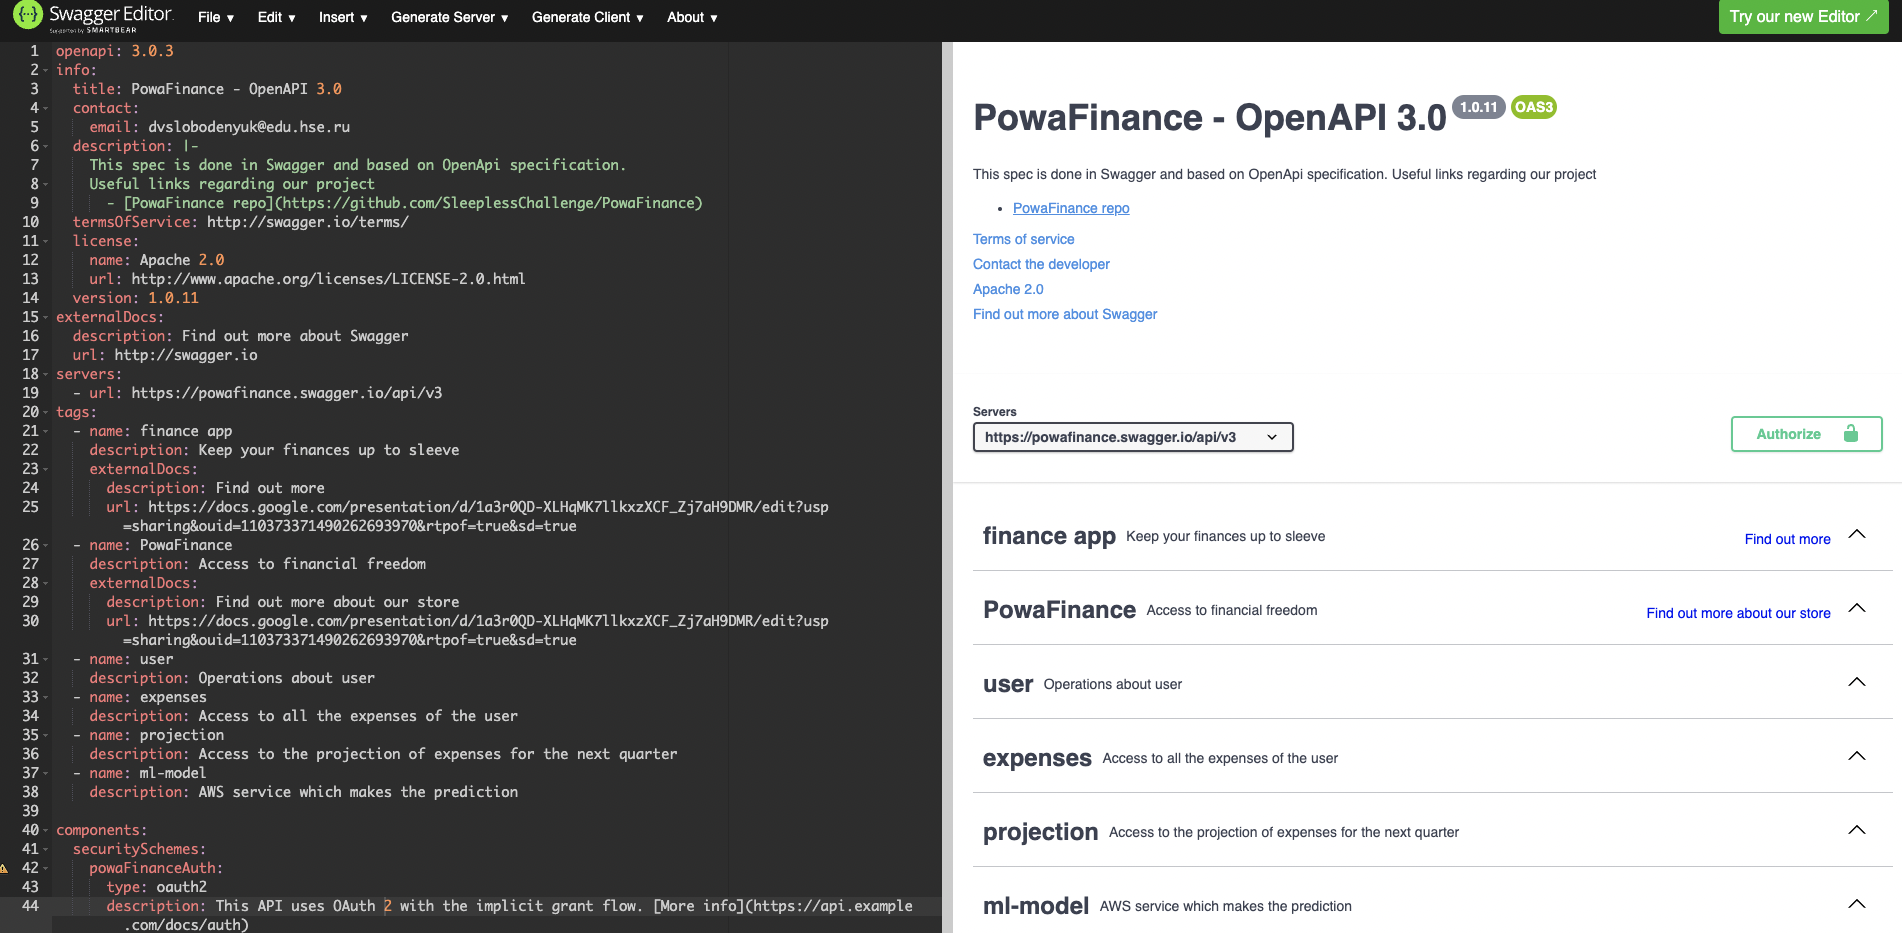 Swagger Editor.
Supported by SMARTBEAR
File ▾ Edit ▾ Insert ▾ Generate Server ▾ Generate Client ▾ About ▾
Try our new Editor ↗
1 openapi: 3.0.3
2 info:
3 title: PowaFinance - OpenAPI 3.0
4 contact:
5 email: dvslobodenyuk@edu.hse.ru
6 description: |-
7 This spec is done in Swagger and based on OpenApi specification.
8 Useful links regarding our project
9 - [PowaFinance repo](https://github.com/SleeplessChallenge/PowaFinance)
10 termsOfService: http://swagger.io/terms/
11 license:
12 name: Apache 2.0
13 url: http://www.apache.org/licenses/LICENSE-2.0.html
14 version: 1.0.11
15 externalDocs:
16 description: Find out more about Swagger
17 url: http://swagger.io
18 servers:
19 - url: https://powafinance.swagger.io/api/v3
20 tags:
21 - name: finance app
22 description: Keep your finances up to sleeve
23 externalDocs:
24 description: Find out more
25 url: https://docs.google.com/presentation/d/1a3r0QD-XLHqMK7llkxzXCF_Zj7aH9DMR/edit?usp
=sharing&ouid=110373371490262693970&rtpof=true&sd=true
26 - name: PowaFinance
27 description: Access to financial freedom
28 externalDocs:
29 description: Find out more about our store
30 url: https://docs.google.com/presentation/d/1a3r0QD-XLHqMK7llkxzXCF_Zj7aH9DMR/edit?usp
=sharing&ouid=110373371490262693970&rtpof=true&sd=true
31 - name: user
32 description: Operations about user
33 - name: expenses
34 description: Access to all the expenses of the user
35 - name: projection
36 description: Access to the projection of expenses for the next quarter
37 - name: ml-model
38 description: AWS service which makes the prediction
39
40 components:
41 securitySchemes:
42 powaFinanceAuth:
43 type: oauth2
44 description: This API uses OAuth 2 with the implicit grant flow. [More info](https://api.example
.com/docs/auth)
PowaFinance - OpenAPI 3.0 1.0.11 OAS3
This spec is done in Swagger and based on OpenApi specification. Useful links regarding our project
• PowaFinance repo
Terms of service
Contact the developer
Apache 2.0
Find out more about Swagger
Servers
https://powafinance.swagger.io/api/v3
Authorize
finance app Keep your finances up to sleeve Find out more
PowaFinance Access to financial freedom Find out more about our store
user Operations about user
expenses Access to all the expenses of the user
projection Access to the projection of expenses for the next quarter
ml-model AWS service which makes the prediction